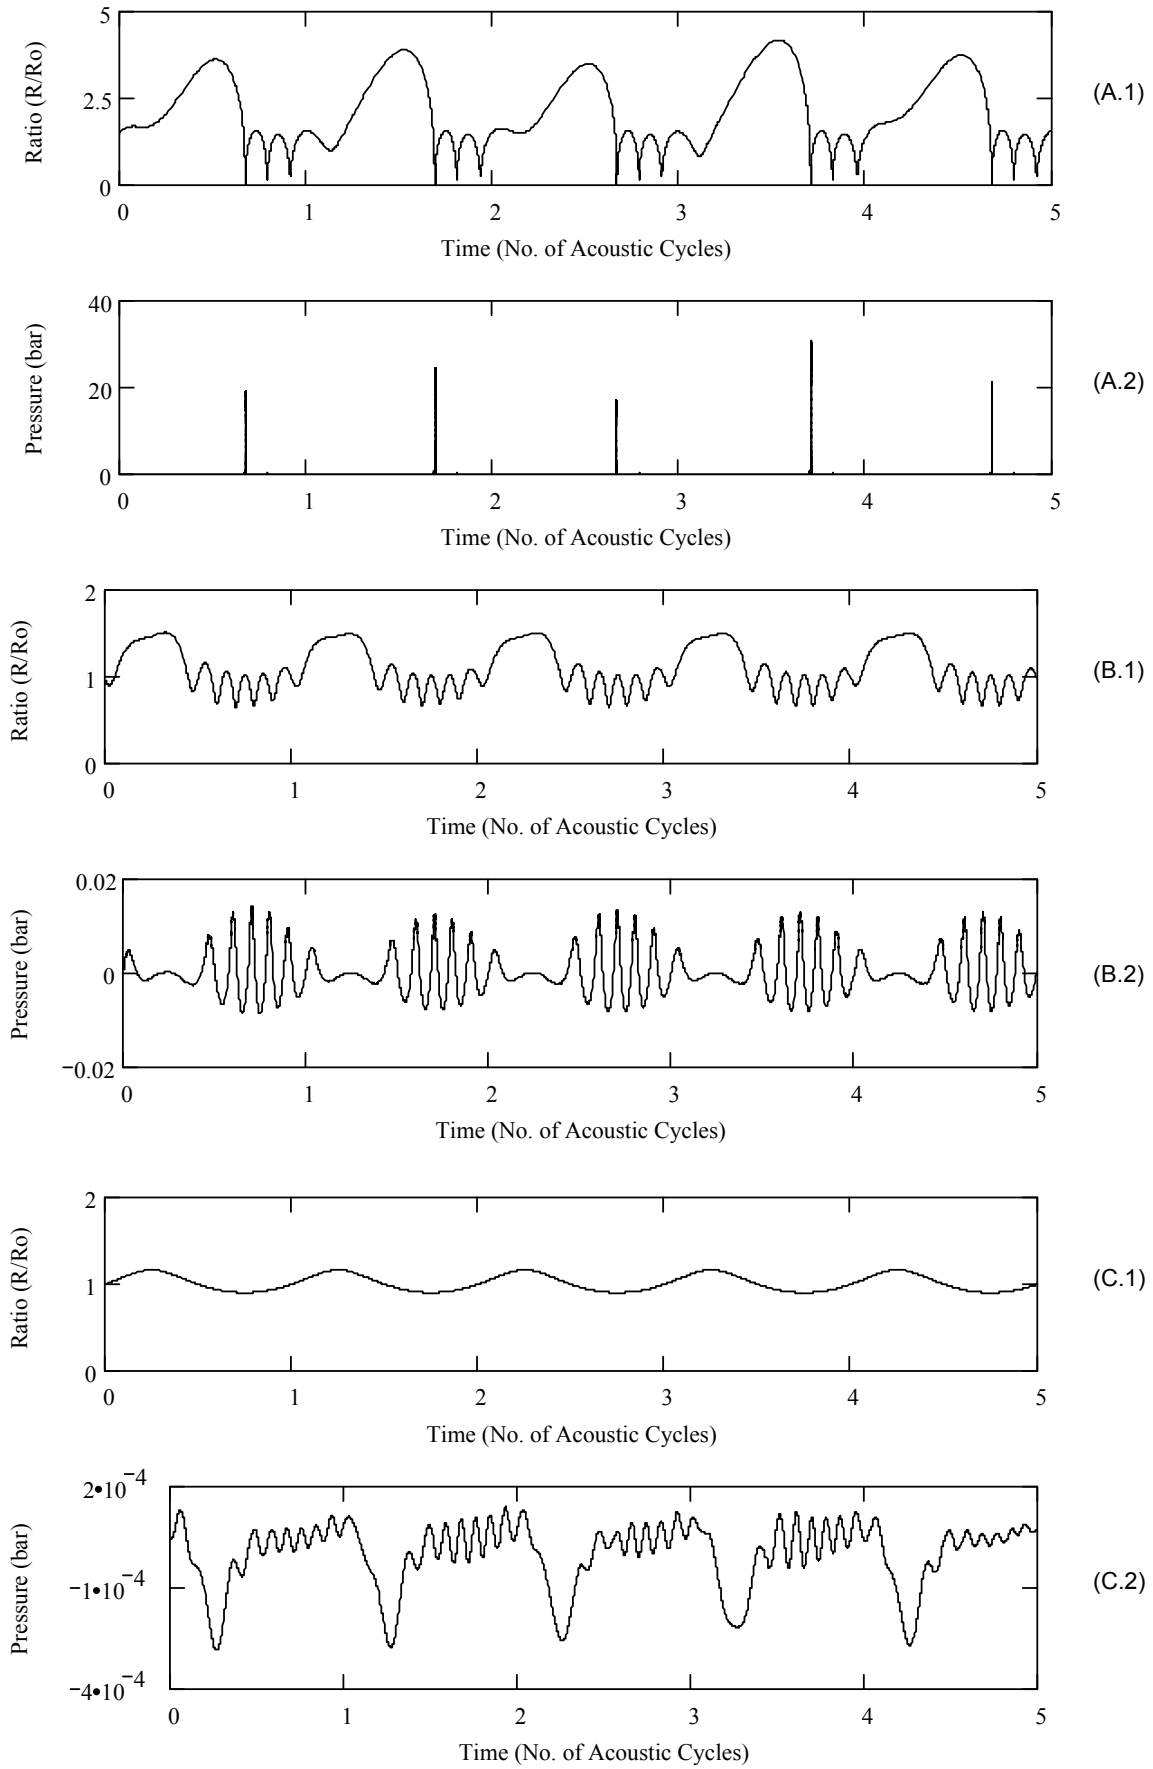 5
2.5
0
Ratio (R/Ro)
0 1 2 3 4 5
Time (No. of Acoustic Cycles)
(A.1)
40
20
0
Pressure (bar)
0 1 2 3 4 5
Time (No. of Acoustic Cycles)
(A.2)
2
1
0
Ratio (R/Ro)
0 1 2 3 4 5
Time (No. of Acoustic Cycles)
(B.1)
0.02
0
−0.02
Pressure (bar)
0 1 2 3 4 5
Time (No. of Acoustic Cycles)
(B.2)
2
1
0
Ratio (R/Ro)
0 1 2 3 4 5
Time (No. of Acoustic Cycles)
(C.1)
2•10⁻⁴
−1•10⁻⁴
−4•10⁻⁴
Pressure (bar)
0 1 2 3 4 5
Time (No. of Acoustic Cycles)
(C.2)